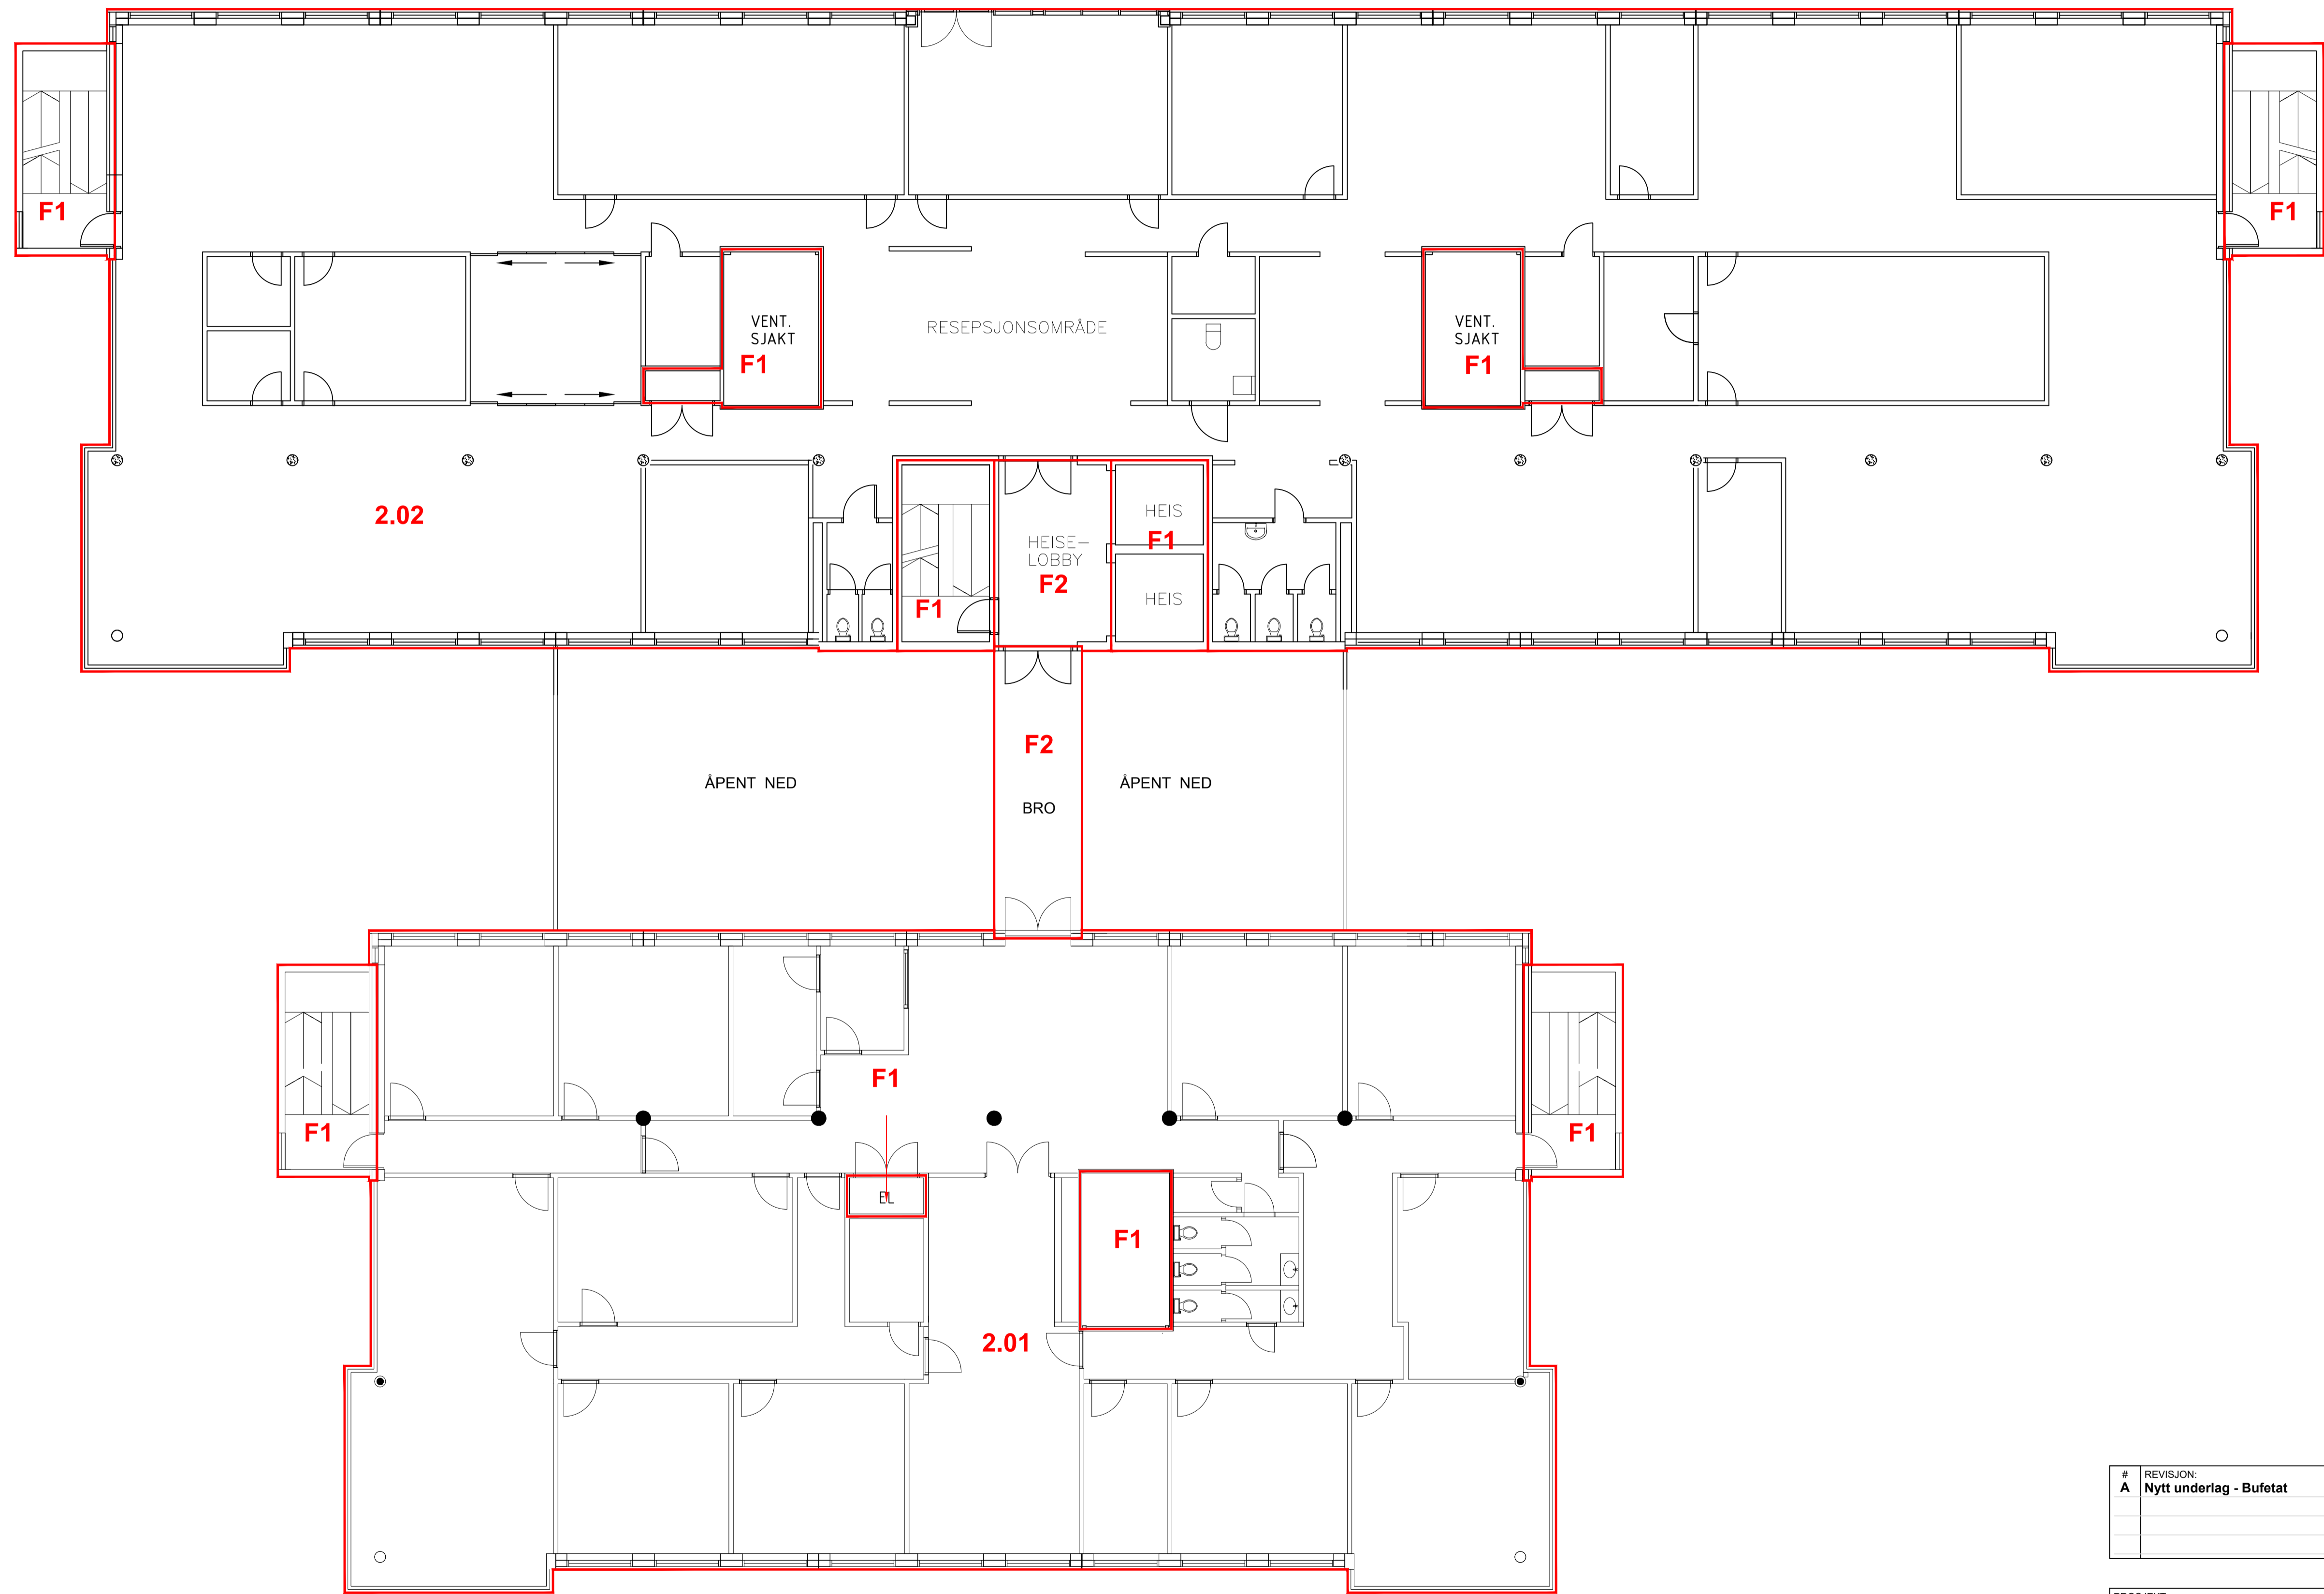 F1
F1
VENT.
SJAKT
F1
RESEPSJONSOMRÅDE
VENT.
SJAKT
F1
2.02
HEISE-
LOBBY
F2
F1
HEIS
F1
HEIS
F2
ÅPENT NED
BRO
ÅPENT NED
F1
F1
F1
EL
F1
2.01
# REVISJON:
A Nytt underlag - Bufetat